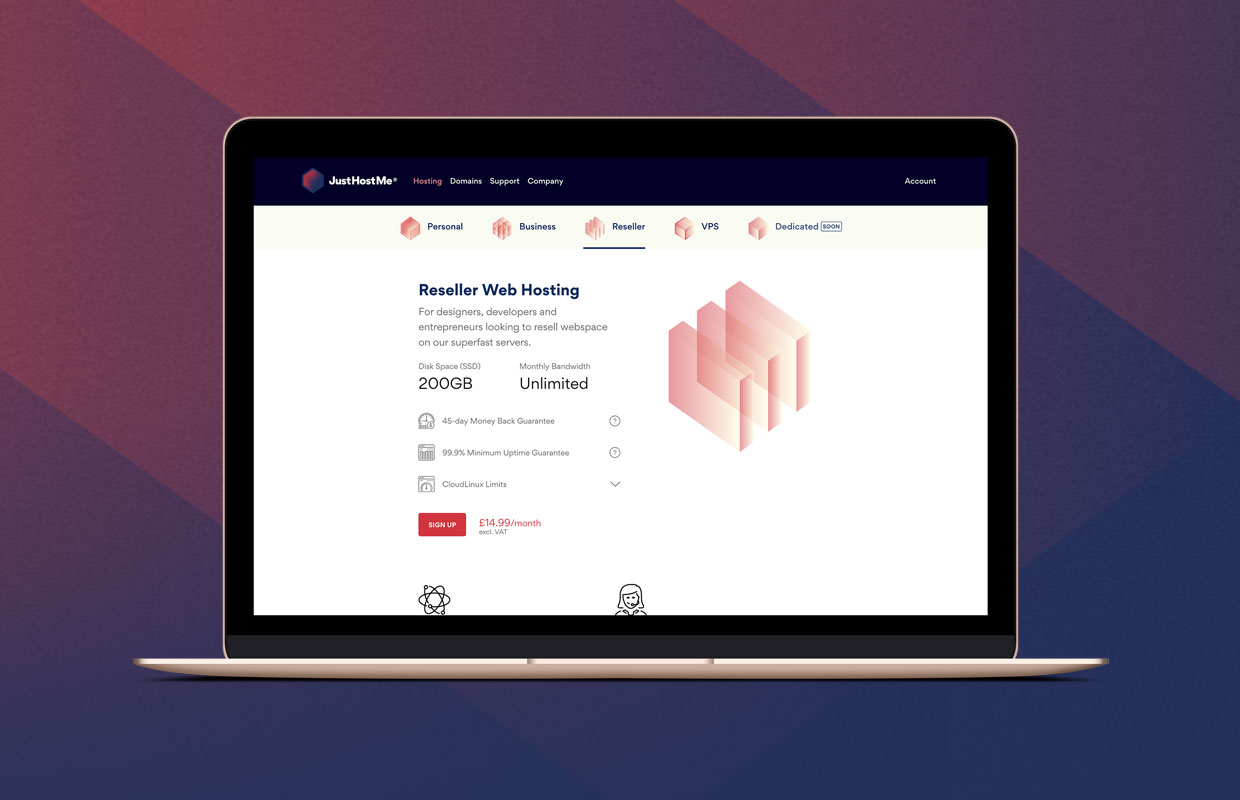 JustHostMe®
Hosting Domains Support Company
Account
Personal
Business
Reseller
VPS
Dedicated SOON
Reseller Web Hosting
For designers, developers and
entrepreneurs looking to resell webspace
on our superfast servers.
Disk Space (SSD)
200GB
Monthly Bandwidth
Unlimited
45-day Money Back Guarantee
?
99.9% Minimum Uptime Guarantee
?
CloudLinux Limits
SIGN UP
£14.99/month
excl. VAT